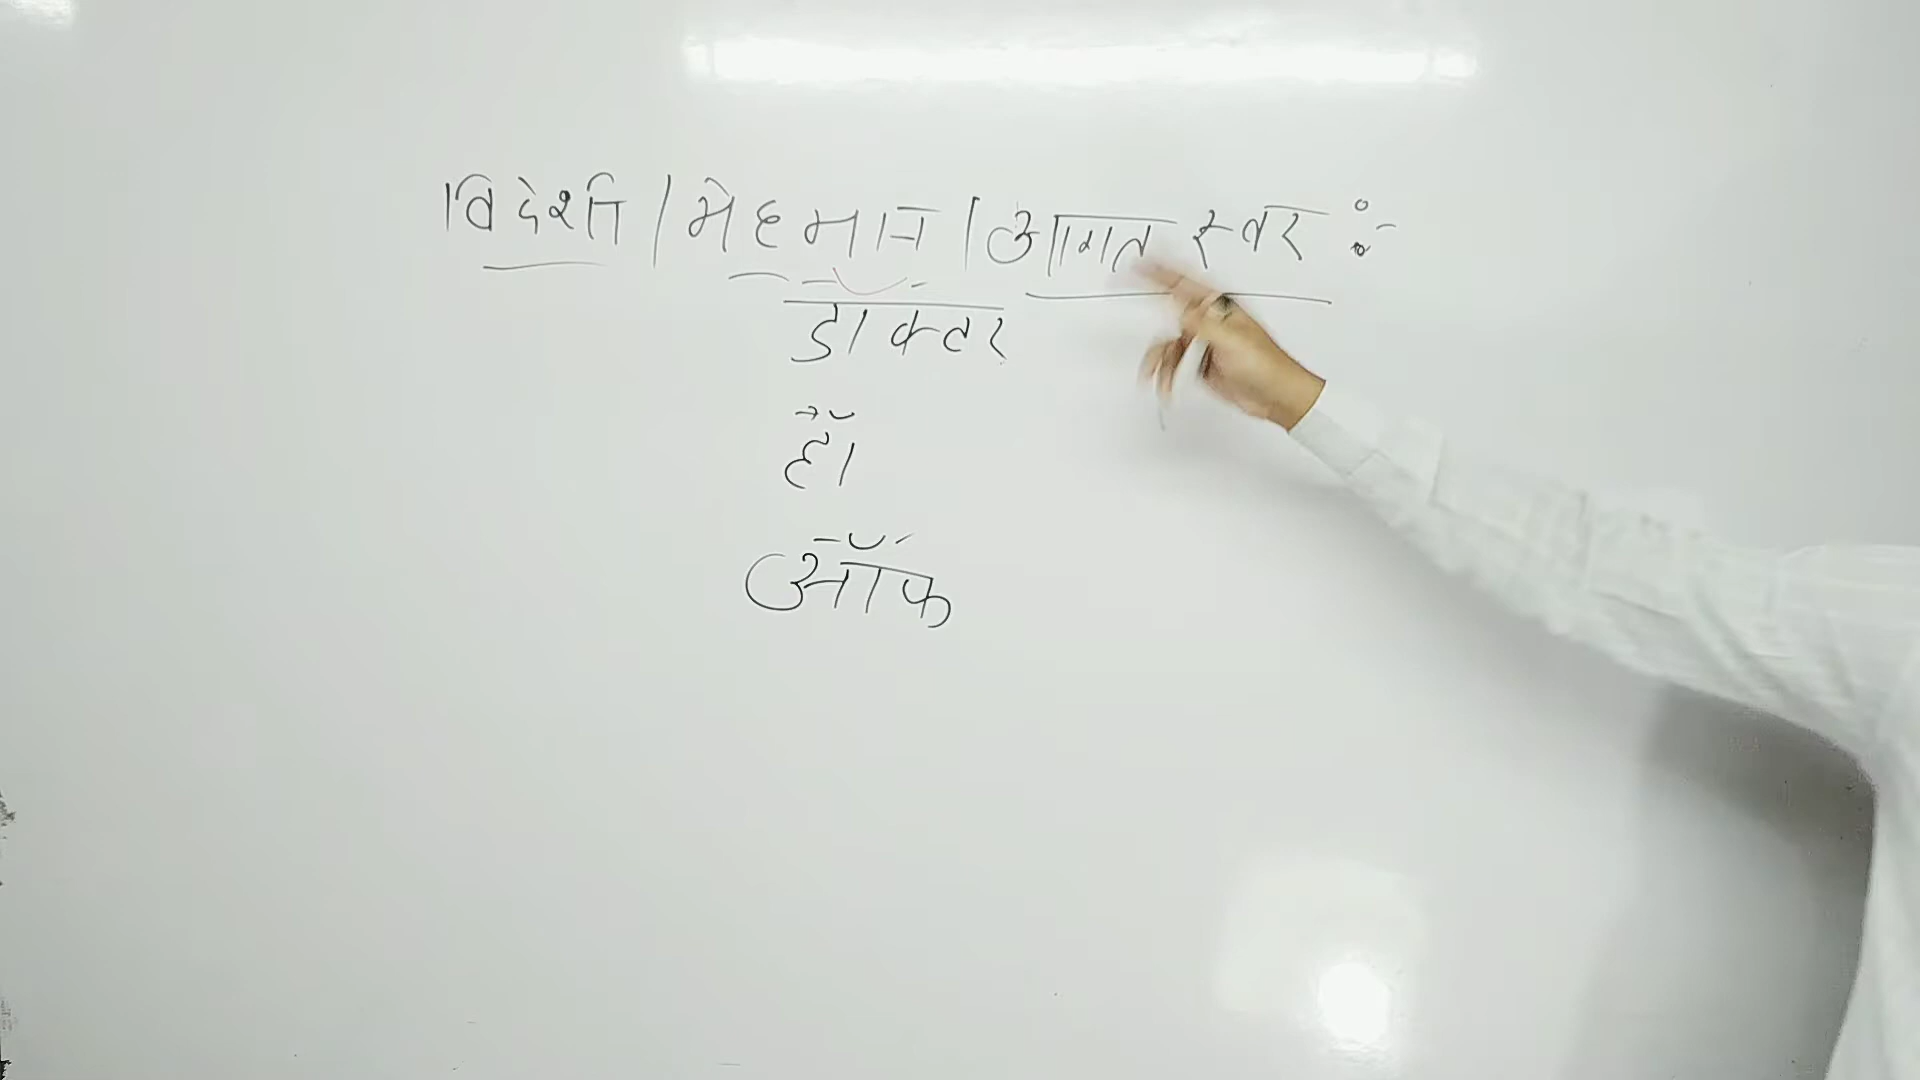 विदेशी / मेहमान / आगत स्वर :-
डॉक्टर
हॉ
ऑफ